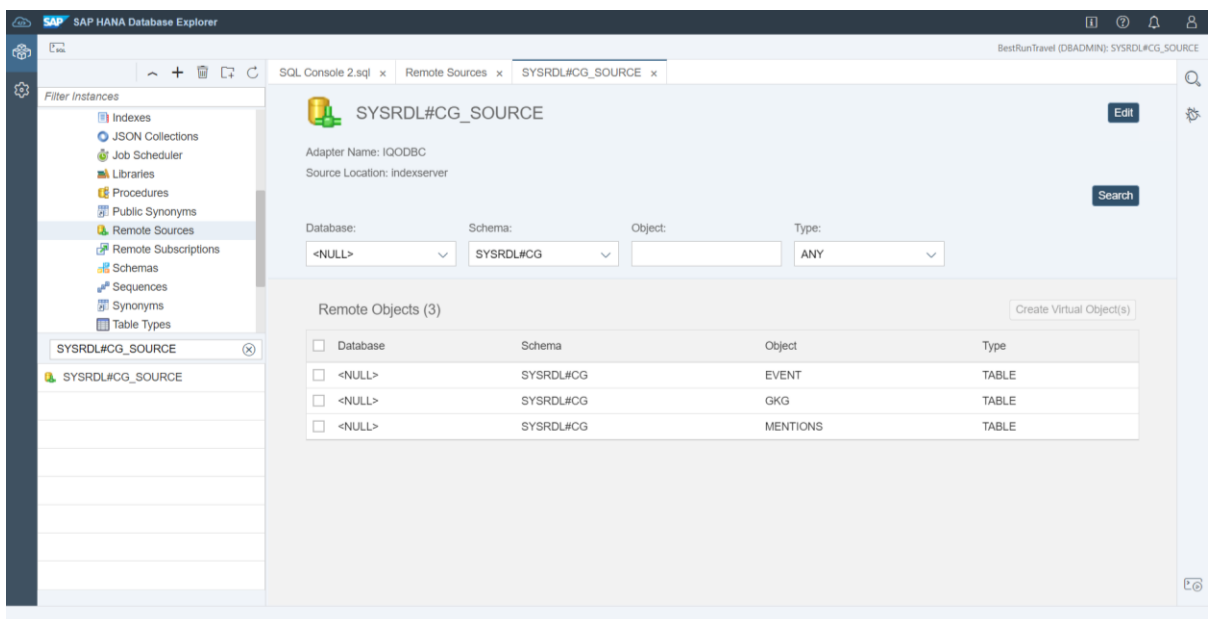 SAP SAP HANA Database Explorer
SQL
BestRunTravel (DBADMIN): SYSRDL#CG_SOURCE
SQL Console 2.sql x Remote Sources x SYSRDL#CG_SOURCE x
Filter Instances
Indexes
JSON Collections
Job Scheduler
Libraries
Procedures
Public Synonyms
Remote Sources
Remote Subscriptions
Schemas
Sequences
Synonyms
Table Types
SYSRDL#CG_SOURCE
SYSRDL#CG_SOURCE
SYSRDL#CG_SOURCE
Edit
Adapter Name: IQODBC
Source Location: indexserver
Search
Database: Schema: Object: Type:
<NULL> SYSRDL#CG ANY
Remote Objects (3)
Create Virtual Object(s)
Database Schema Object Type
<NULL> SYSRDL#CG EVENT TABLE
<NULL> SYSRDL#CG GKG TABLE
<NULL> SYSRDL#CG MENTIONS TABLE